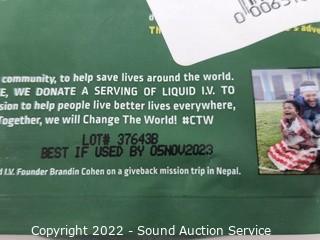 community, to help save lives around the world.
E, WE DONATE A SERVING OF LIQUID I.V. TO
sion to help people live better lives everywhere,
Together, we will Change The World! #CTW
LOT# 37643B
BEST IF USED BY 05NOV2023
I.V. Founder Brandin Cohen on a giveback mission trip in Nepal.
Copyright 2022 - Sound Auction Service